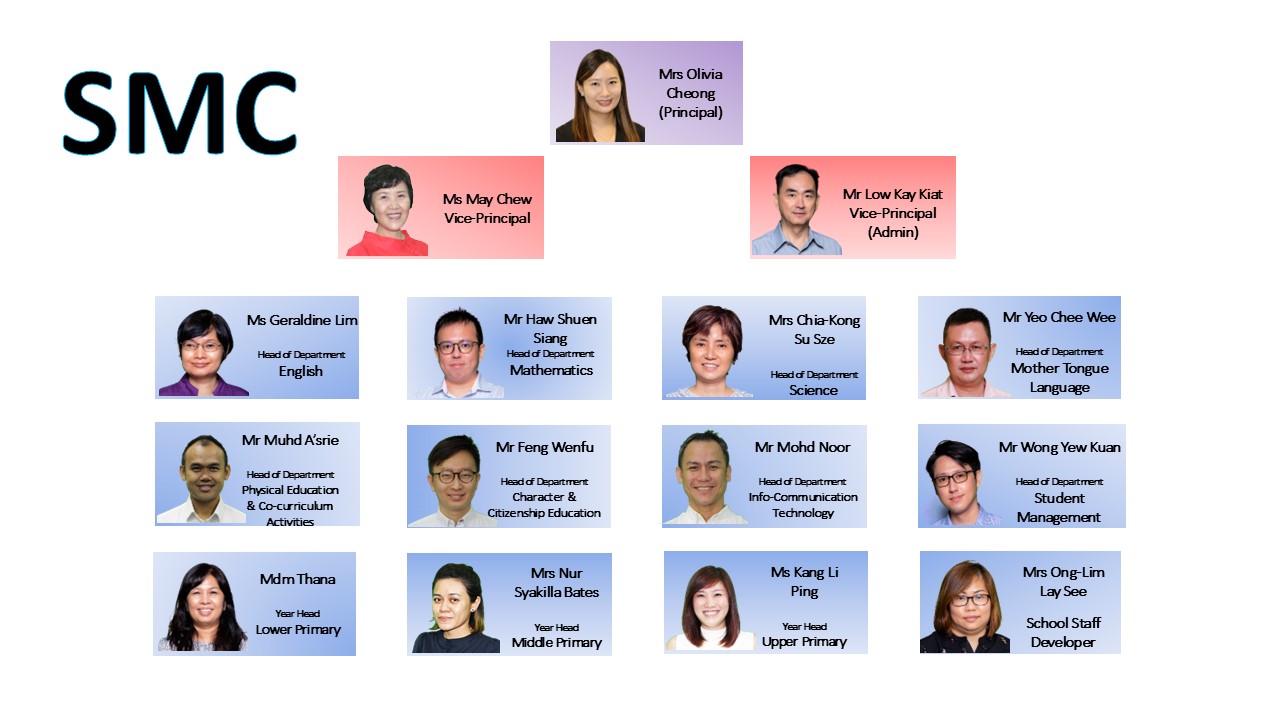 SMC
Mrs Olivia
Cheong
(Principal)
Ms May Chew
Vice-Principal
Mr Low Kay Kiat
Vice-Principal
(Admin)
Ms Geraldine Lim
Head of Department
English
Mr Haw Shuen
Siang
Head of Department
Mathematics
Mrs Chia-Kong
Su Sze
Head of Department
Science
Mr Yeo Chee Wee
Head of Department
Mother Tongue
Language
Mr Muhd A'srie
Head of Department
Physical Education
& Co-curriculum
Activities
Mr Feng Wenfu
Head of Department
Character &
Citizenship Education
Mr Mohd Noor
Head of Department
Info-Communication
Technology
Mr Wong Yew Kuan
Head of Department
Student
Management
Mdm Thana
Year Head
Lower Primary
Mrs Nur
Syakilla Bates
Year Head
Middle Primary
Ms Kang Li
Ping
Year Head
Upper Primary
Mrs Ong-Lim
Lay See
School Staff
Developer